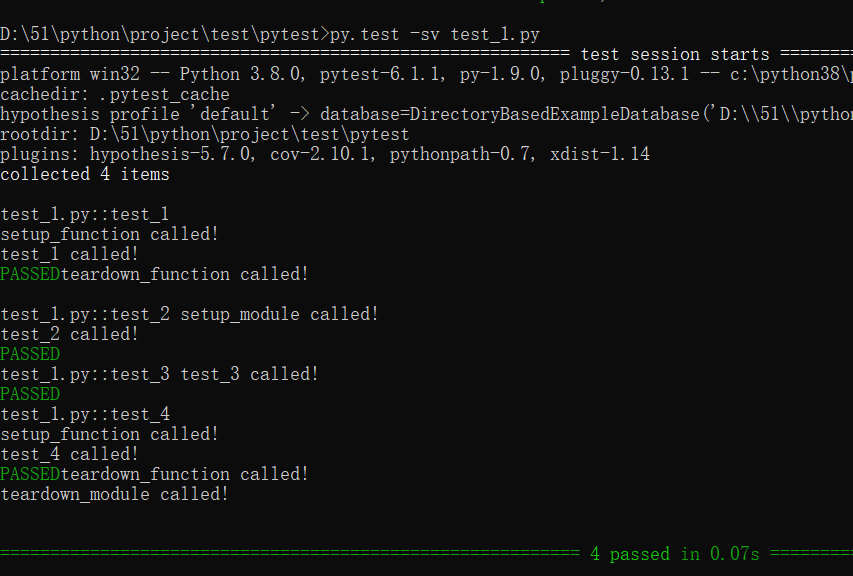 D:\51\python\project\test\pytest>py.test -sv test_1.py
========================================================= test session starts ========
platform win32 -- Python 3.8.0, pytest-6.1.1, py-1.9.0, pluggy-0.13.1 -- c:\python38\p
cachedir: .pytest_cache
hypothesis profile 'default' -> database=DirectoryBasedExampleDatabase('D:\\51\\python
rootdir: D:\51\python\project\test\pytest
plugins: hypothesis-5.7.0, cov-2.10.1, pythonpath-0.7, xdist-1.14
collected 4 items
test_1.py::test_1
setup_function called!
test_1 called!
PASSEDteardown_function called!
test_1.py::test_2 setup_module called!
test_2 called!
PASSED
test_1.py::test_3 test_3 called!
PASSED
test_1.py::test_4
setup_function called!
test_4 called!
PASSEDteardown_function called!
teardown_module called!
========================================================== 4 passed in 0.07s =========